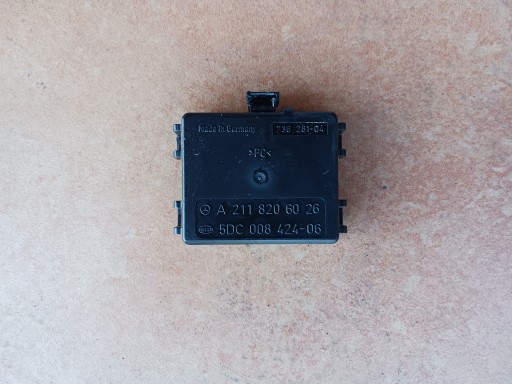 Made in Germany 736 281-04
>PC<
A 211 820 60 26
5DC 008 424-06